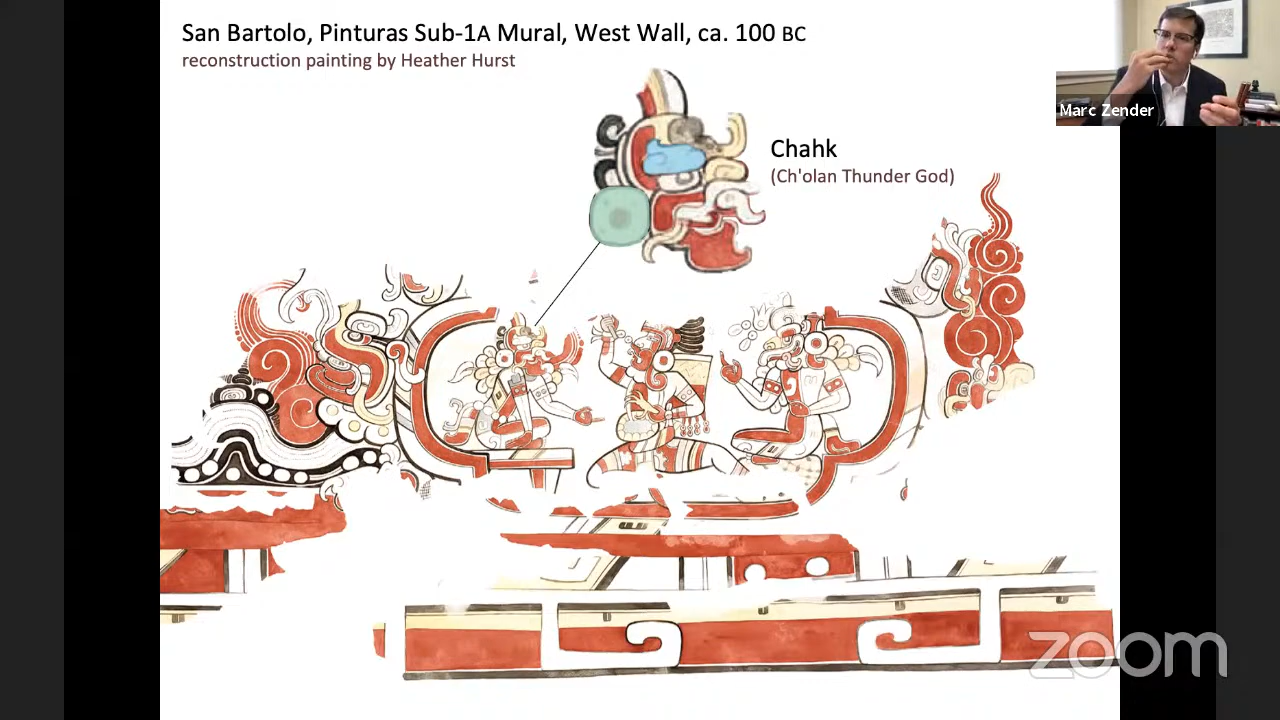 San Bartolo, Pinturas Sub-1A Mural, West Wall, ca. 100 BC
reconstruction painting by Heather Hurst
Marc Zender
Chahk
(Ch'olan Thunder God)
zoom